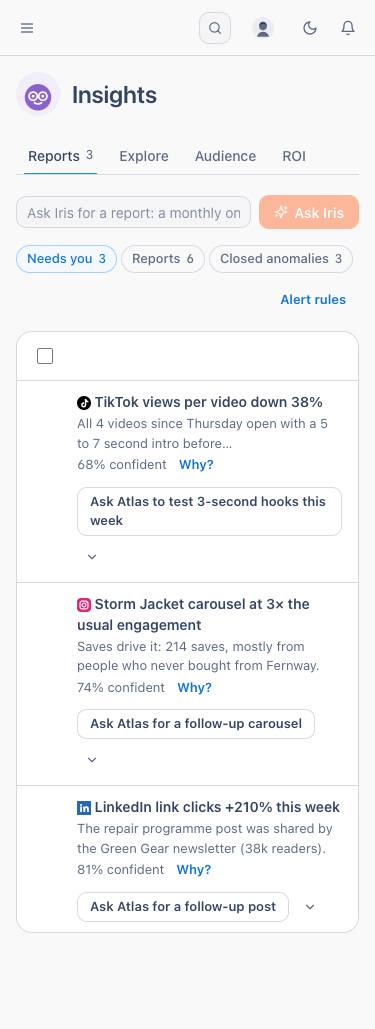 Insights
Reports 3 Explore Audience ROI
Ask Iris for a report: a monthly on
Ask Iris
Needs you 3
Reports 6
Closed anomalies 3
Alert rules
TikTok views per video down 38%
All 4 videos since Thursday open with a 5
to 7 second intro before...
68% confident Why?
Ask Atlas to test 3-second hooks this
week
Storm Jacket carousel at 3× the
usual engagement
Saves drive it: 214 saves, mostly from
people who never bought from Fernway.
74% confident Why?
Ask Atlas for a follow-up carousel
in LinkedIn link clicks +210% this week
The repair programme post was shared by
the Green Gear newsletter (38k readers).
81% confident Why?
Ask Atlas for a follow-up post